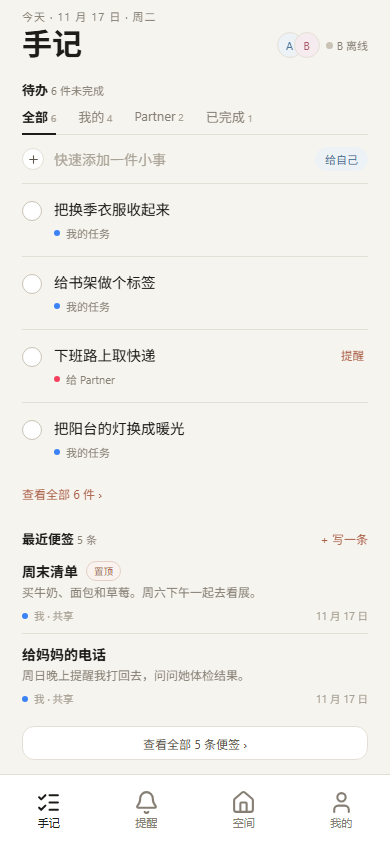 今天 · 11 月 17 日 · 周二
手记
A B B 离线
待办 6 件未完成
全部 6 我的 4 Partner 2 已完成 1
+ 快速添加一件小事 给自己
把换季衣服收起来
我的任务
给书架做个标签
我的任务
下班路上取快递 提醒
给 Partner
把阳台的灯换成暖光
我的任务
查看全部 6 件 ›
最近便签 5 条 + 写一条
周末清单 置顶
买牛奶、面包和草莓。周六下午一起去看展。
我 · 共享 11 月 17 日
给妈妈的电话
周日晚上提醒我打回去，问问她体检结果。
我 · 共享 11 月 17 日
查看全部 5 条便签 ›
手记 提醒 空间 我的